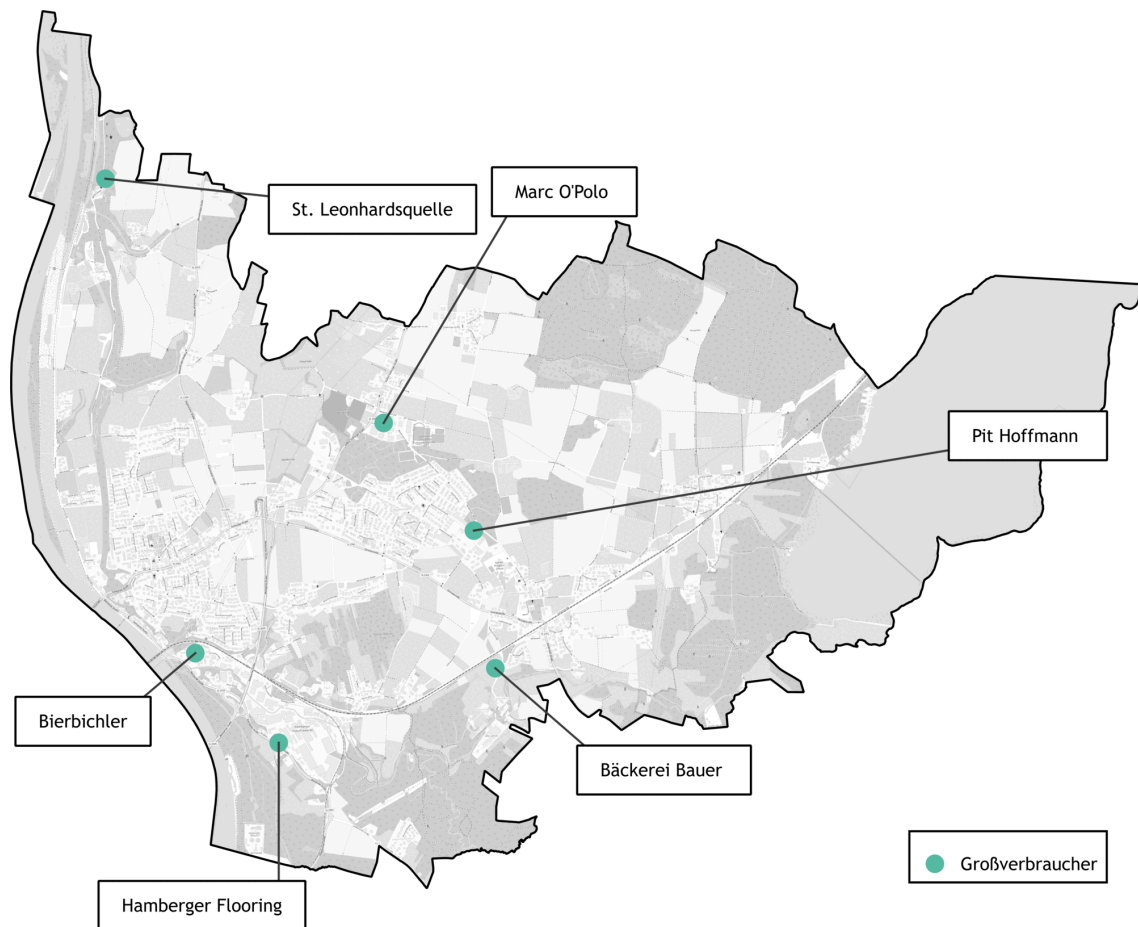 Marc O'Polo
St. Leonhardsquelle
Pit Hoffmann
Bierbichler
Bäckerei Bauer
Großverbraucher
Hamberger Flooring